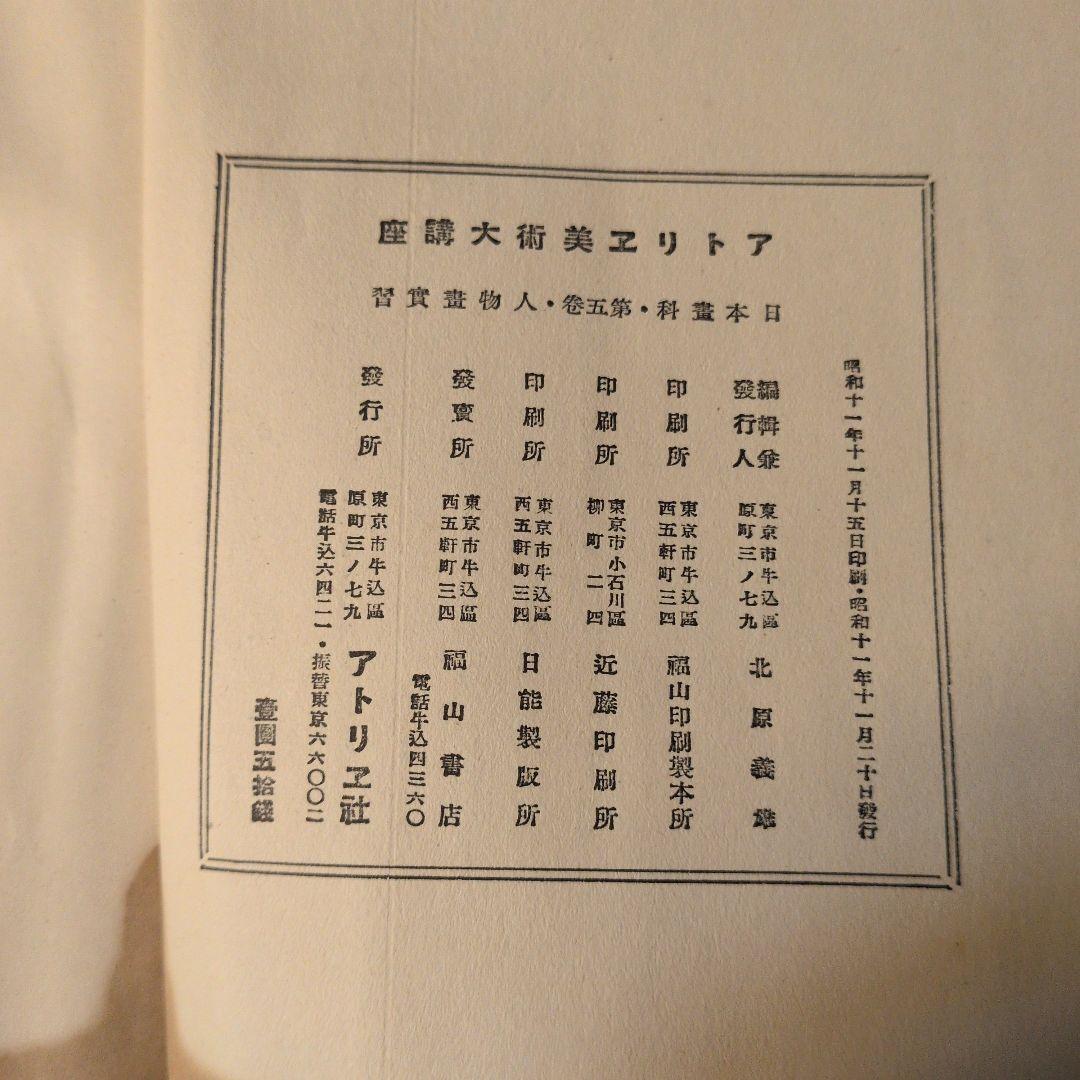 アトリヱ美術大講座
日本畫科・第五卷・人物畫實習
昭和十一年十一月十五日印刷・昭和十一年十一月二十日發行
編輯兼
發行人
東京市牛込區
原町三ノ七九
北原義雄
印刷所
東京市牛込區
西五軒町三四
福山印刷製本所
印刷所
東京市小石川區
柳町二四
近藤印刷所
印刷所
東京市牛込區
西五軒町三四
日能製版所
發賣所
東京市牛込區
西五軒町三四
福山書店
電話牛込四三六〇
發行所
東京市牛込區
原町三ノ七九
アトリヱ社
電話牛込六四二一・振替東京六六〇〇二
壹圓五拾錢